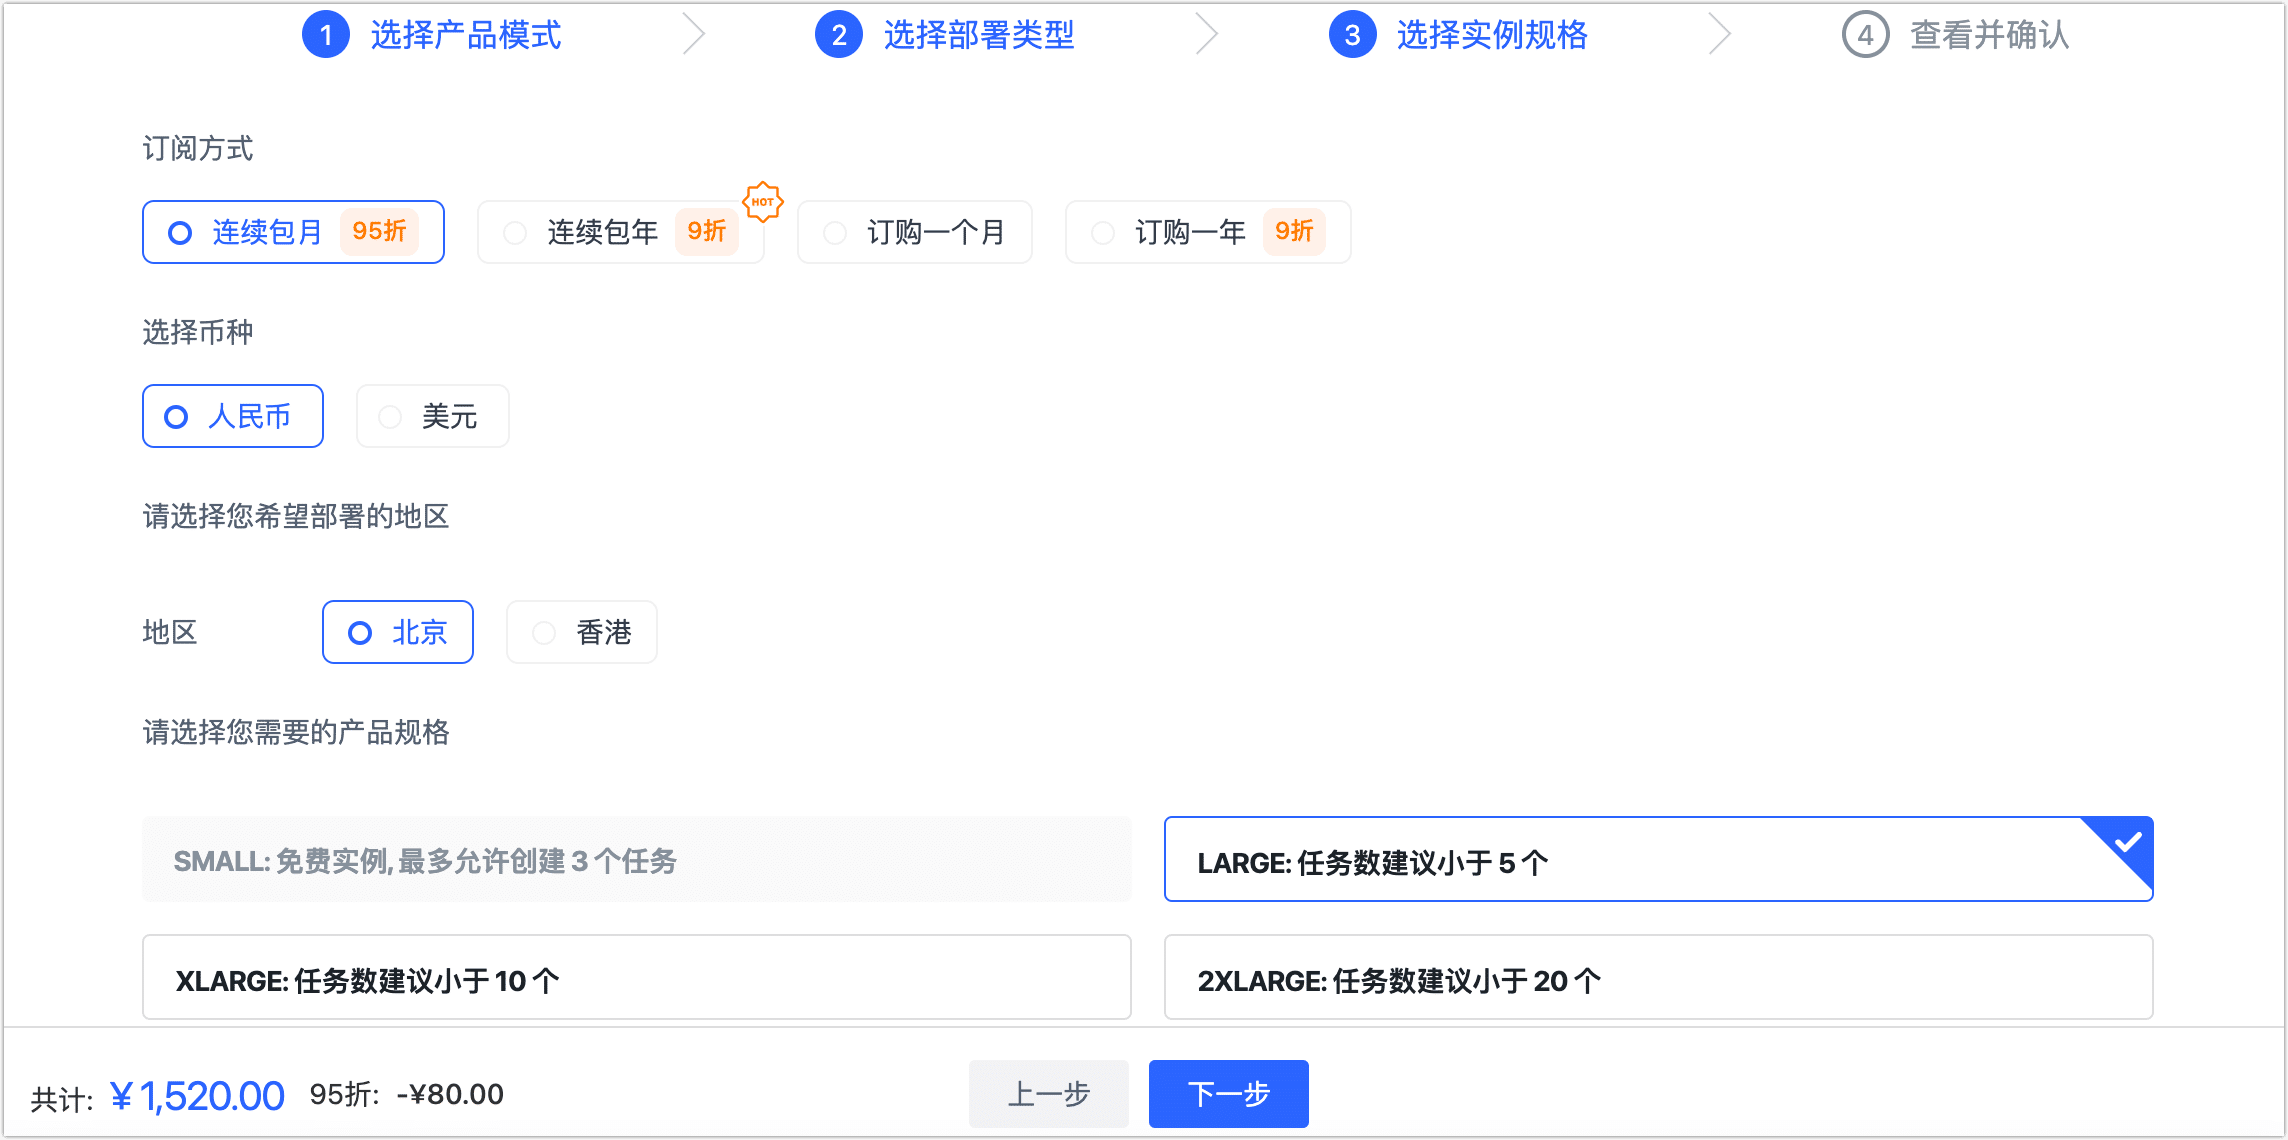 1 选择产品模式 2 选择部署类型 3 选择实例规格 4 查看并确认
订阅方式
连续包月 95折 连续包年 9折 HOT 订购一个月 订购一年 9折
选择币种
人民币 美元
请选择您希望部署的地区
地区 北京 香港
请选择您需要的产品规格
SMALL: 免费实例, 最多允许创建 3 个任务 LARGE: 任务数建议小于 5 个
XLARGE: 任务数建议小于 10 个 2XLARGE: 任务数建议小于 20 个
共计: ¥ 1,520.00 95折: -¥80.00 上一步 下一步